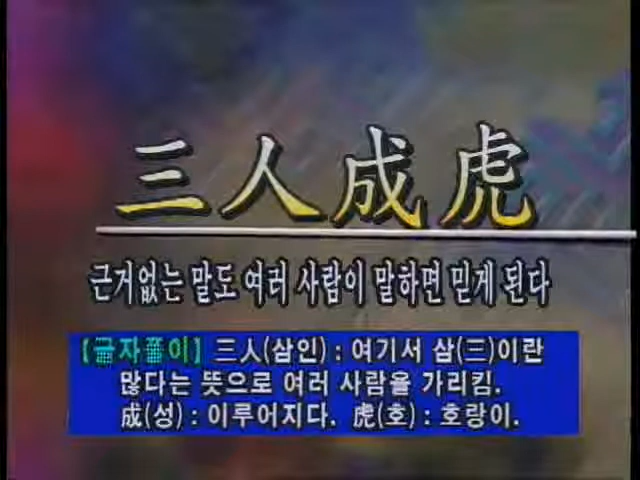 三人成虎
근거없는 말도 여러 사람이 말하면 믿게 된다
【글자풀이】 三人(삼인) : 여기서 삼(三)이란
많다는 뜻으로 여러 사람을 가리킴.
成(성) : 이루어지다. 虎(호) : 호랑이.